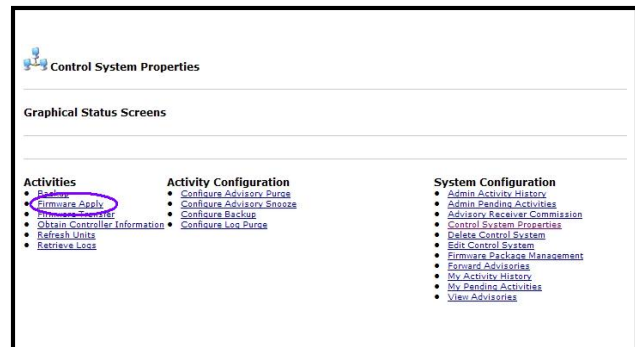 Control System Properties
Graphical Status Screens
Activities
Backup
Firmware Apply
Firmware Transfer
Obtain Controller Information
Refresh Units
Retrieve Logs
Activity Configuration
Configure Advisory Purge
Configure Advisory Snooze
Configure Backup
Configure Log Purge
System Configuration
Admin Activity History
Admin Pending Activities
Advisory Receiver Commission
Control System Properties
Delete Control System
Edit Control System
Firmware Package Management
Forward Advisories
My Activity History
My Pending Activities
View Advisories